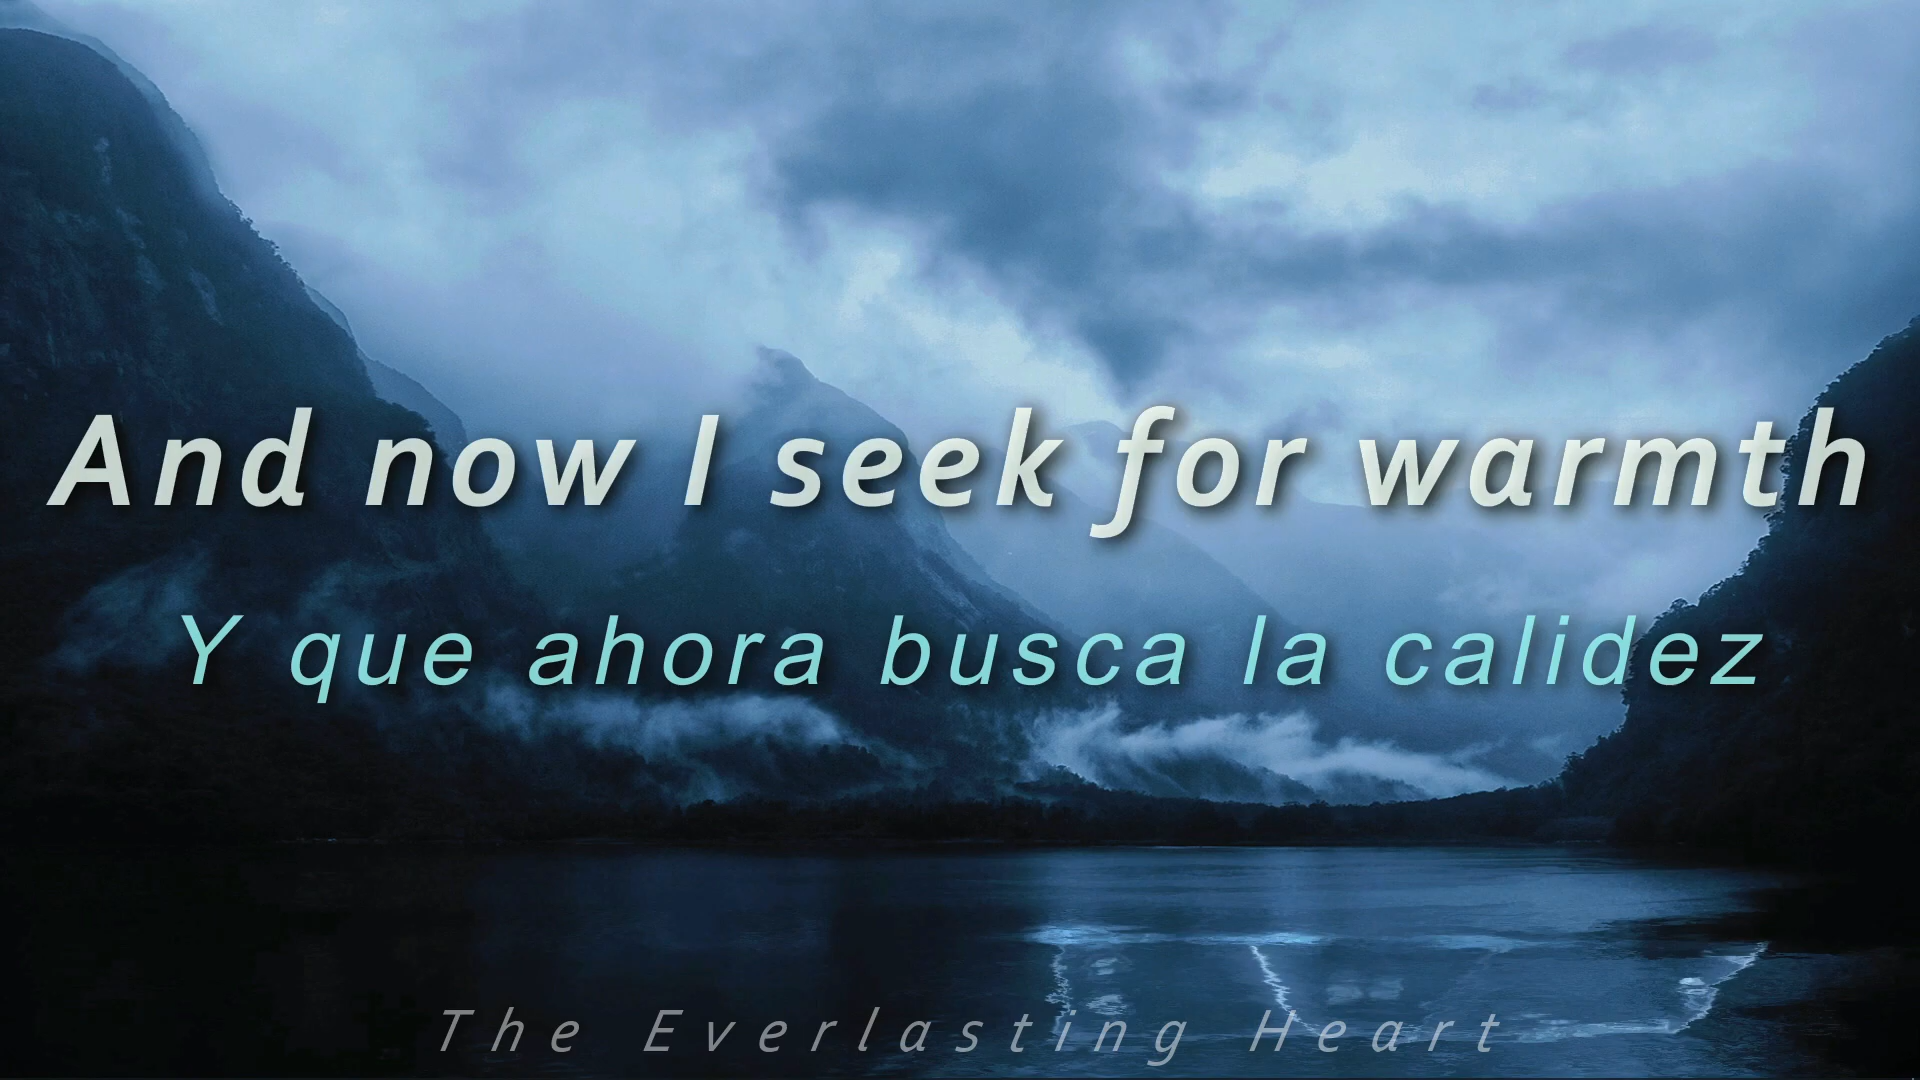 And now I seek for warmth
Y que ahora busca la calidez
The Everlasting Heart